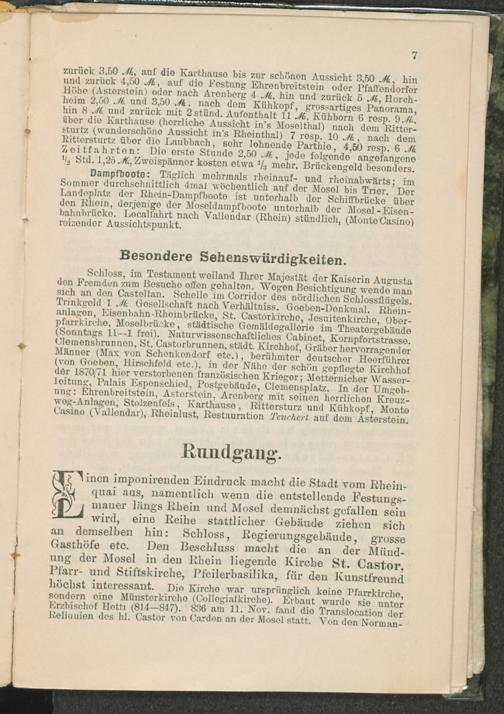 7
zurück 3,50 ℳ, auf die Karthause bis zur schönen Aussicht 3,50 ℳ, hin
und zurück 4,50 ℳ, auf die Festung Ehrenbreitstein oder Pfaffendorfer
Höhe (Asterstein) oder nach Arenberg 4 ℳ, hin und zurück 5 ℳ, Horch-
heim 2,50 ℳ und 3,50 ℳ, nach dem Kühkopf, grossartiges Panorama,
hin 8 ℳ und zurück mit 2 stünd. Aufenthalt 11 ℳ, Kühborn 6 resp. 9 ℳ,
über die Karthause (herrliche Aussicht in's Moselthal) nach dem Ritter-
sturtz (wunderschöne Aussicht in's Rheinthal) 7 resp. 10 ℳ, nach dem
Rittersturtz über die Laubbach, sehr lohnende Parthie, 4,50 resp. 6 ℳ
Zeitfahrten: Die erste Stunde 2,50 ℳ, jede folgende angefangene
½ Std. 1,25 ℳ, Zweispänner kosten etwa ⅓ mehr. Brückengeld besonders.
Dampfboote: Täglich mehrmals rheinauf- und rheinabwärts; im
Sommer durchschnittlich 4mal wöchentlich auf der Mosel bis Trier. Der
Landeplatz der Rhein-Dampfboote ist unterhalb der Schiffbrücke über
den Rhein, derjenige der Moseldampfboote unterhalb der Mosel-Eisen-
bahnbrücke. Localfahrt nach Vallendar (Rhein) stündlich, (Monte Casino)
reizender Aussichtspunkt.
Besondere Sehenswürdigkeiten.
Schloss, im Testament weiland Ihrer Majestät der Kaiserin Augusta
den Fremden zum Besuche offen gehalten. Wegen Besichtigung wende man
sich an den Castellan. Schelle im Corridor des nördlichen Schlossflügels.
Trinkgeld 1 ℳ Gesellschaft nach Verhältniss. Goeben-Denkmal. Rhein-
anlagen, Eisenbahn-Rheinbrücke, St. Castorkirche, Jesuitenkirche, Ober-
pfarrkirche, Moselbrücke, städtische Gemäldegallerie im Theatergebäude
(Sonntags 11—1 frei). Naturwissenschaftliches Cabinet, Kornpfortstrasse.
Clemensbrunnen, St. Castorbrunnen, städt. Kirchhof, Gräber hervorragender
Männer (Max von Schenkendorf etc.), berühmter deutscher Heerführer
(von Goeben, Hirschfeld etc.), in der Nähe der schön gepflegte Kirchhof
der 1870/71 hier verstorbenen französischen Krieger; Metternicher Wasser-
leitung, Palais Espenschied, Postgebäude, Clemensplatz. In der Umgeb-
ung: Ehrenbreitstein, Asterstein, Arenberg mit seinen herrlichen Kreuz-
weg-Anlagen, Stolzenfels, Karthause, Rittersturz und Kühkopf, Monte
Casino (Vallendar), Rheinlust, Restauration Teuchert auf dem Asterstein.
Rundgang.
Einen imponirenden Eindruck macht die Stadt vom Rhein-
quai aus, namentlich wenn die entstellende Festungs-
mauer längs Rhein und Mosel demnächst gefallen sein
wird, eine Reihe stattlicher Gebäude ziehen sich
an demselben hin: Schloss, Regierungsgebäude, grosse
Gasthöfe etc. Den Beschluss macht die an der Münd-
ung der Mosel in den Rhein liegende Kirche St. Castor,
Pfarr- und Stiftskirche, Pfeilerbasilika, für den Kunstfreund
höchst interessant. Die Kirche war ursprünglich keine Pfarrkirche,
sondern eine Münsterkirche (Collegiatkirche). Erbaut wurde sie unter
Erzbischof Hetti (814—847). 836 am 11. Nov. fand die Translocation der
Reliquien des hl. Castor von Carden an der Mosel statt. Von den Norman-